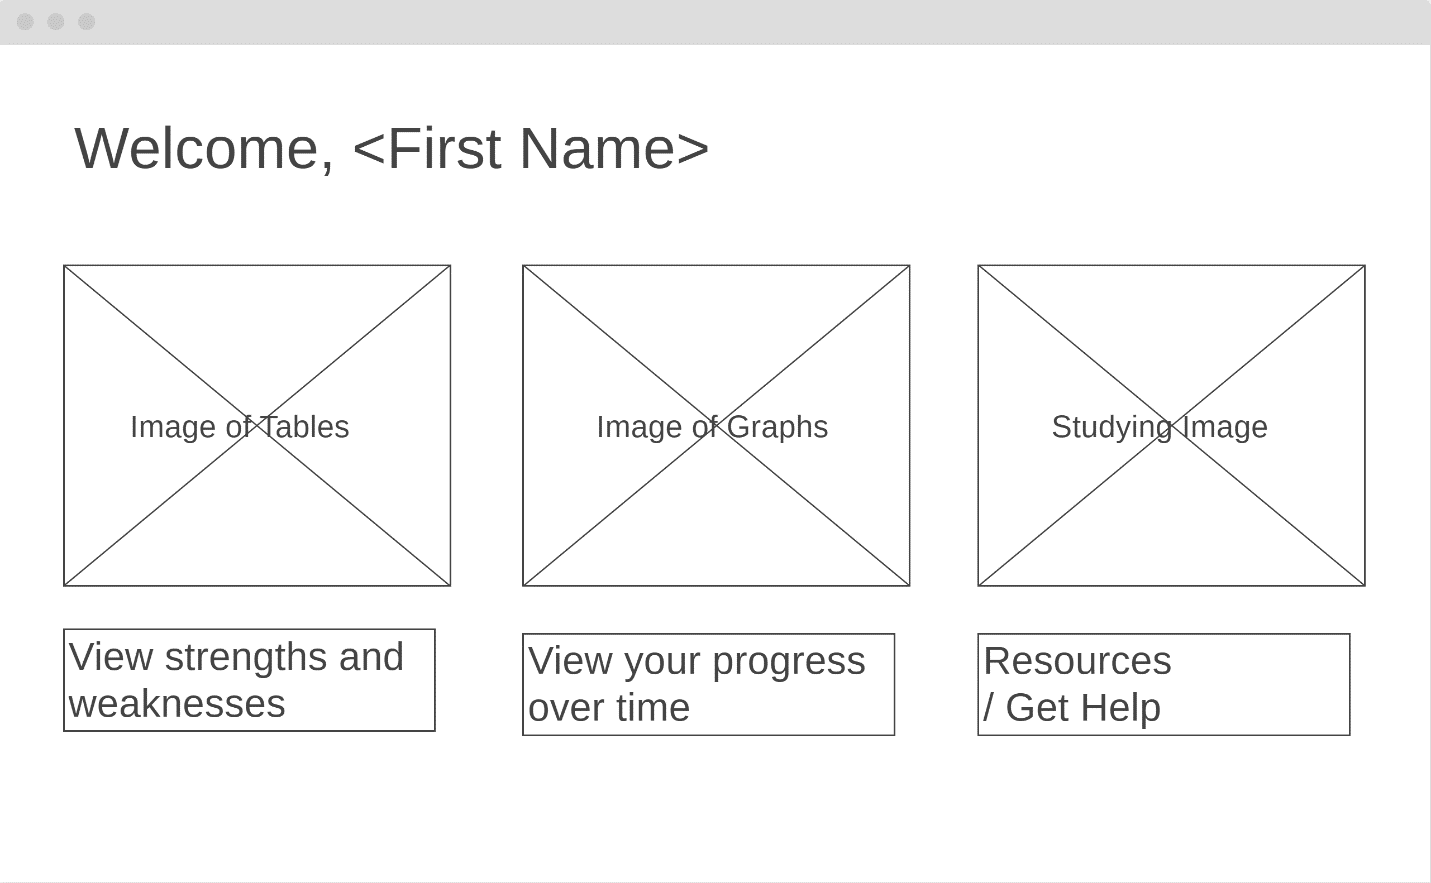 Welcome, <First Name>
Image of Tables
Image of Graphs
Studying Image
View strengths and
weaknesses
View your progress
over time
Resources
/ Get Help